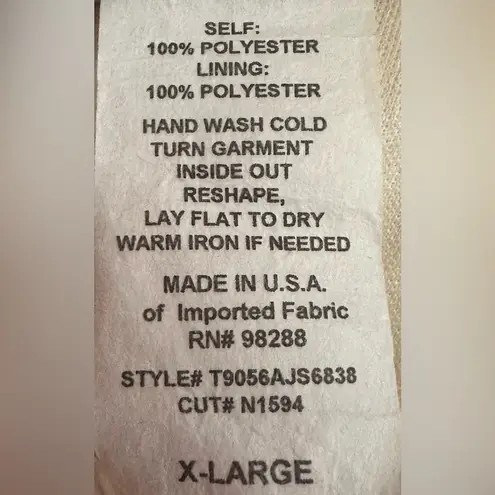 SELF:
100% POLYESTER
LINING:
100% POLYESTER
HAND WASH COLD
TURN GARMENT
INSIDE OUT
RESHAPE,
LAY FLAT TO DRY
WARM IRON IF NEEDED
MADE IN U.S.A.
of Imported Fabric
RN# 98288
STYLE# T9056AJS6838
CUT# N1594
X-LARGE